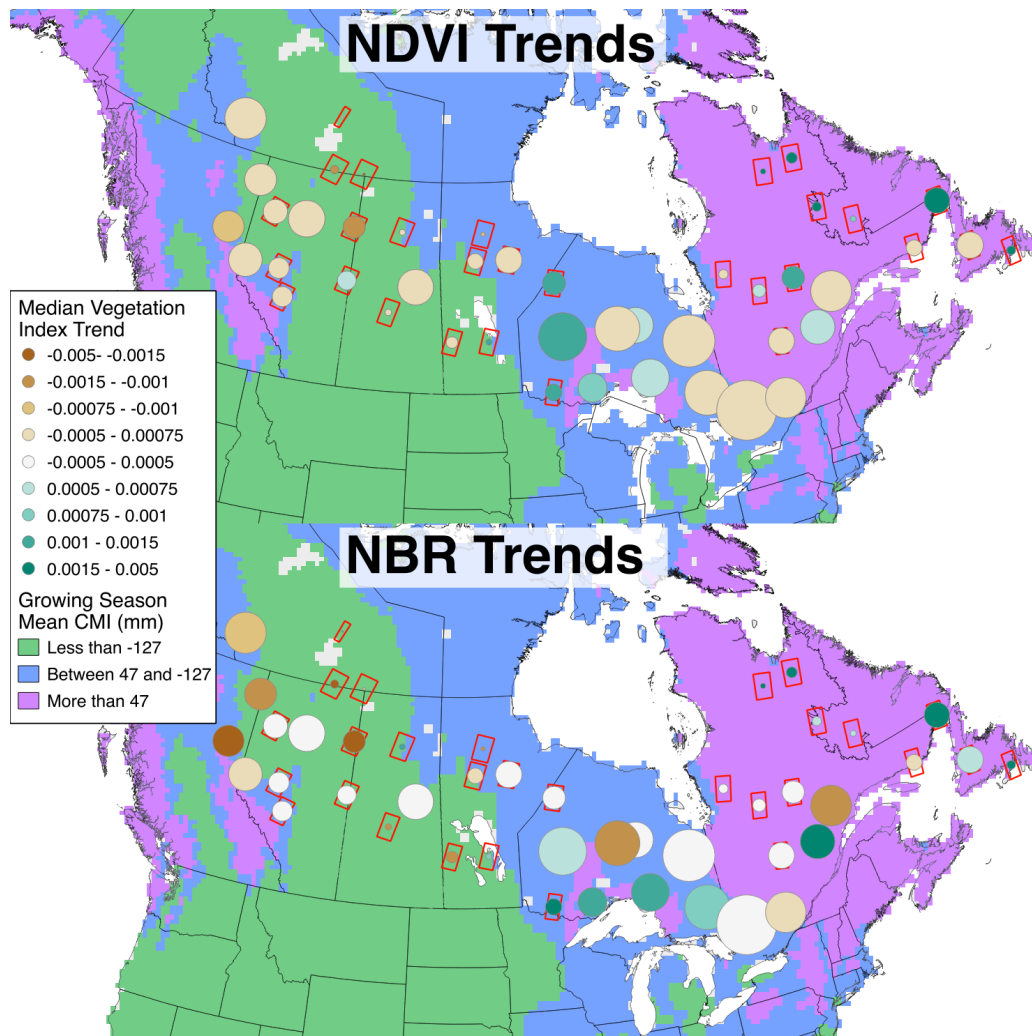 NDVI Trends
Median Vegetation
Index Trend
-0.005- -0.0015
-0.0015 - -0.001
-0.00075 - -0.001
-0.0005 - 0.00075
-0.0005 - 0.0005
0.0005 - 0.00075
0.00075 - 0.001
0.001 - 0.0015
0.0015 - 0.005
Growing Season
Mean CMI (mm)
Less than -127
Between 47 and -127
More than 47
NBR Trends